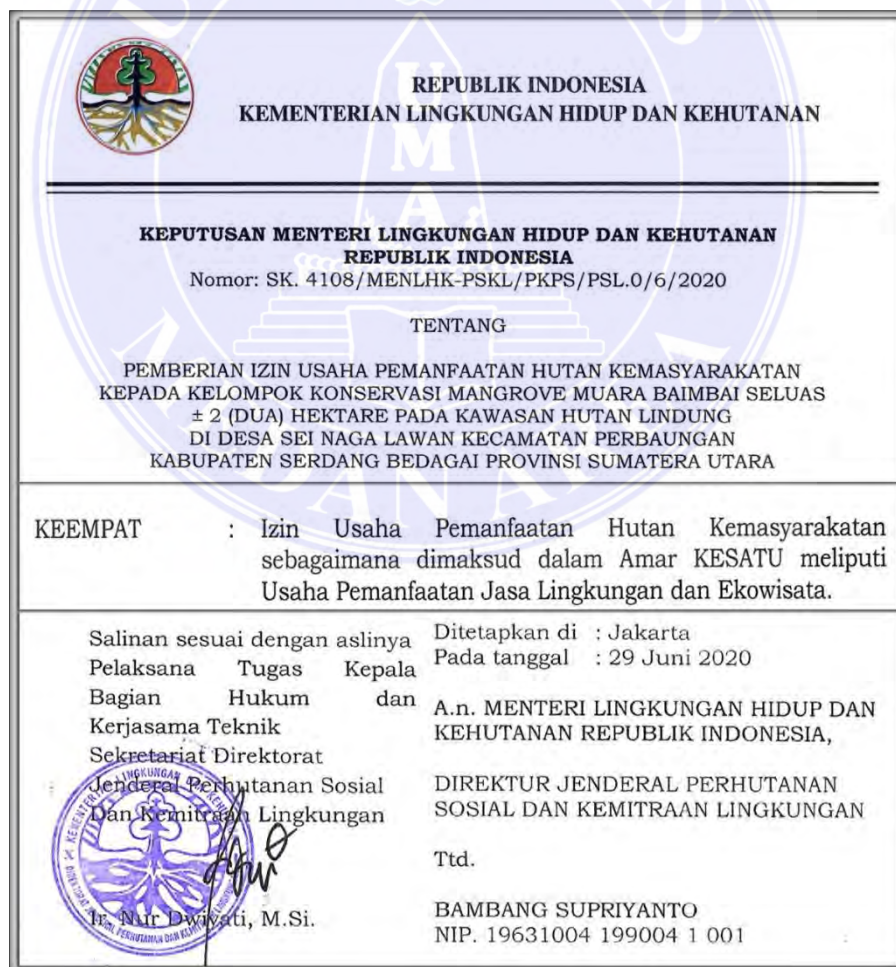 REPUBLIK INDONESIA
KEMENTERIAN LINGKUNGAN HIDUP DAN KEHUTANAN
KEPUTUSAN MENTERI LINGKUNGAN HIDUP DAN KEHUTANAN
REPUBLIK INDONESIA
Nomor: SK. 4108/MENLHK-PSKL/PKPS/PSL.0/6/2020
TENTANG
PEMBERIAN IZIN USAHA PEMANFAATAN HUTAN KEMASYARAKATAN
KEPADA KELOMPOK KONSERVASI MANGROVE MUARA BAIMBAI SELUAS
± 2 (DUA) HEKTARE PADA KAWASAN HUTAN LINDUNG
DI DESA SEI NAGA LAWAN KECAMATAN PERBAUNGAN
KABUPATEN SERDANG BEDAGAI PROVINSI SUMATERA UTARA
KEEMPAT : Izin Usaha Pemanfaatan Hutan Kemasyarakatan
sebagaimana dimaksud dalam Amar KESATU meliputi
Usaha Pemanfaatan Jasa Lingkungan dan Ekowisata.
Salinan sesuai dengan aslinya
Pelaksana Tugas Kepala
Bagian Hukum dan
Kerjasama Teknik
Sekretariat Direktorat
Jenderal Perhutanan Sosial
Dan Kemitraan Lingkungan
Ir. Nur Dwiyati, M.Si.
Ditetapkan di : Jakarta
Pada tanggal : 29 Juni 2020
A.n. MENTERI LINGKUNGAN HIDUP DAN
KEHUTANAN REPUBLIK INDONESIA,
DIREKTUR JENDERAL PERHUTANAN
SOSIAL DAN KEMITRAAN LINGKUNGAN
Ttd.
BAMBANG SUPRIYANTO
NIP. 19631004 199004 1 001
UMA
MEDAN AREA